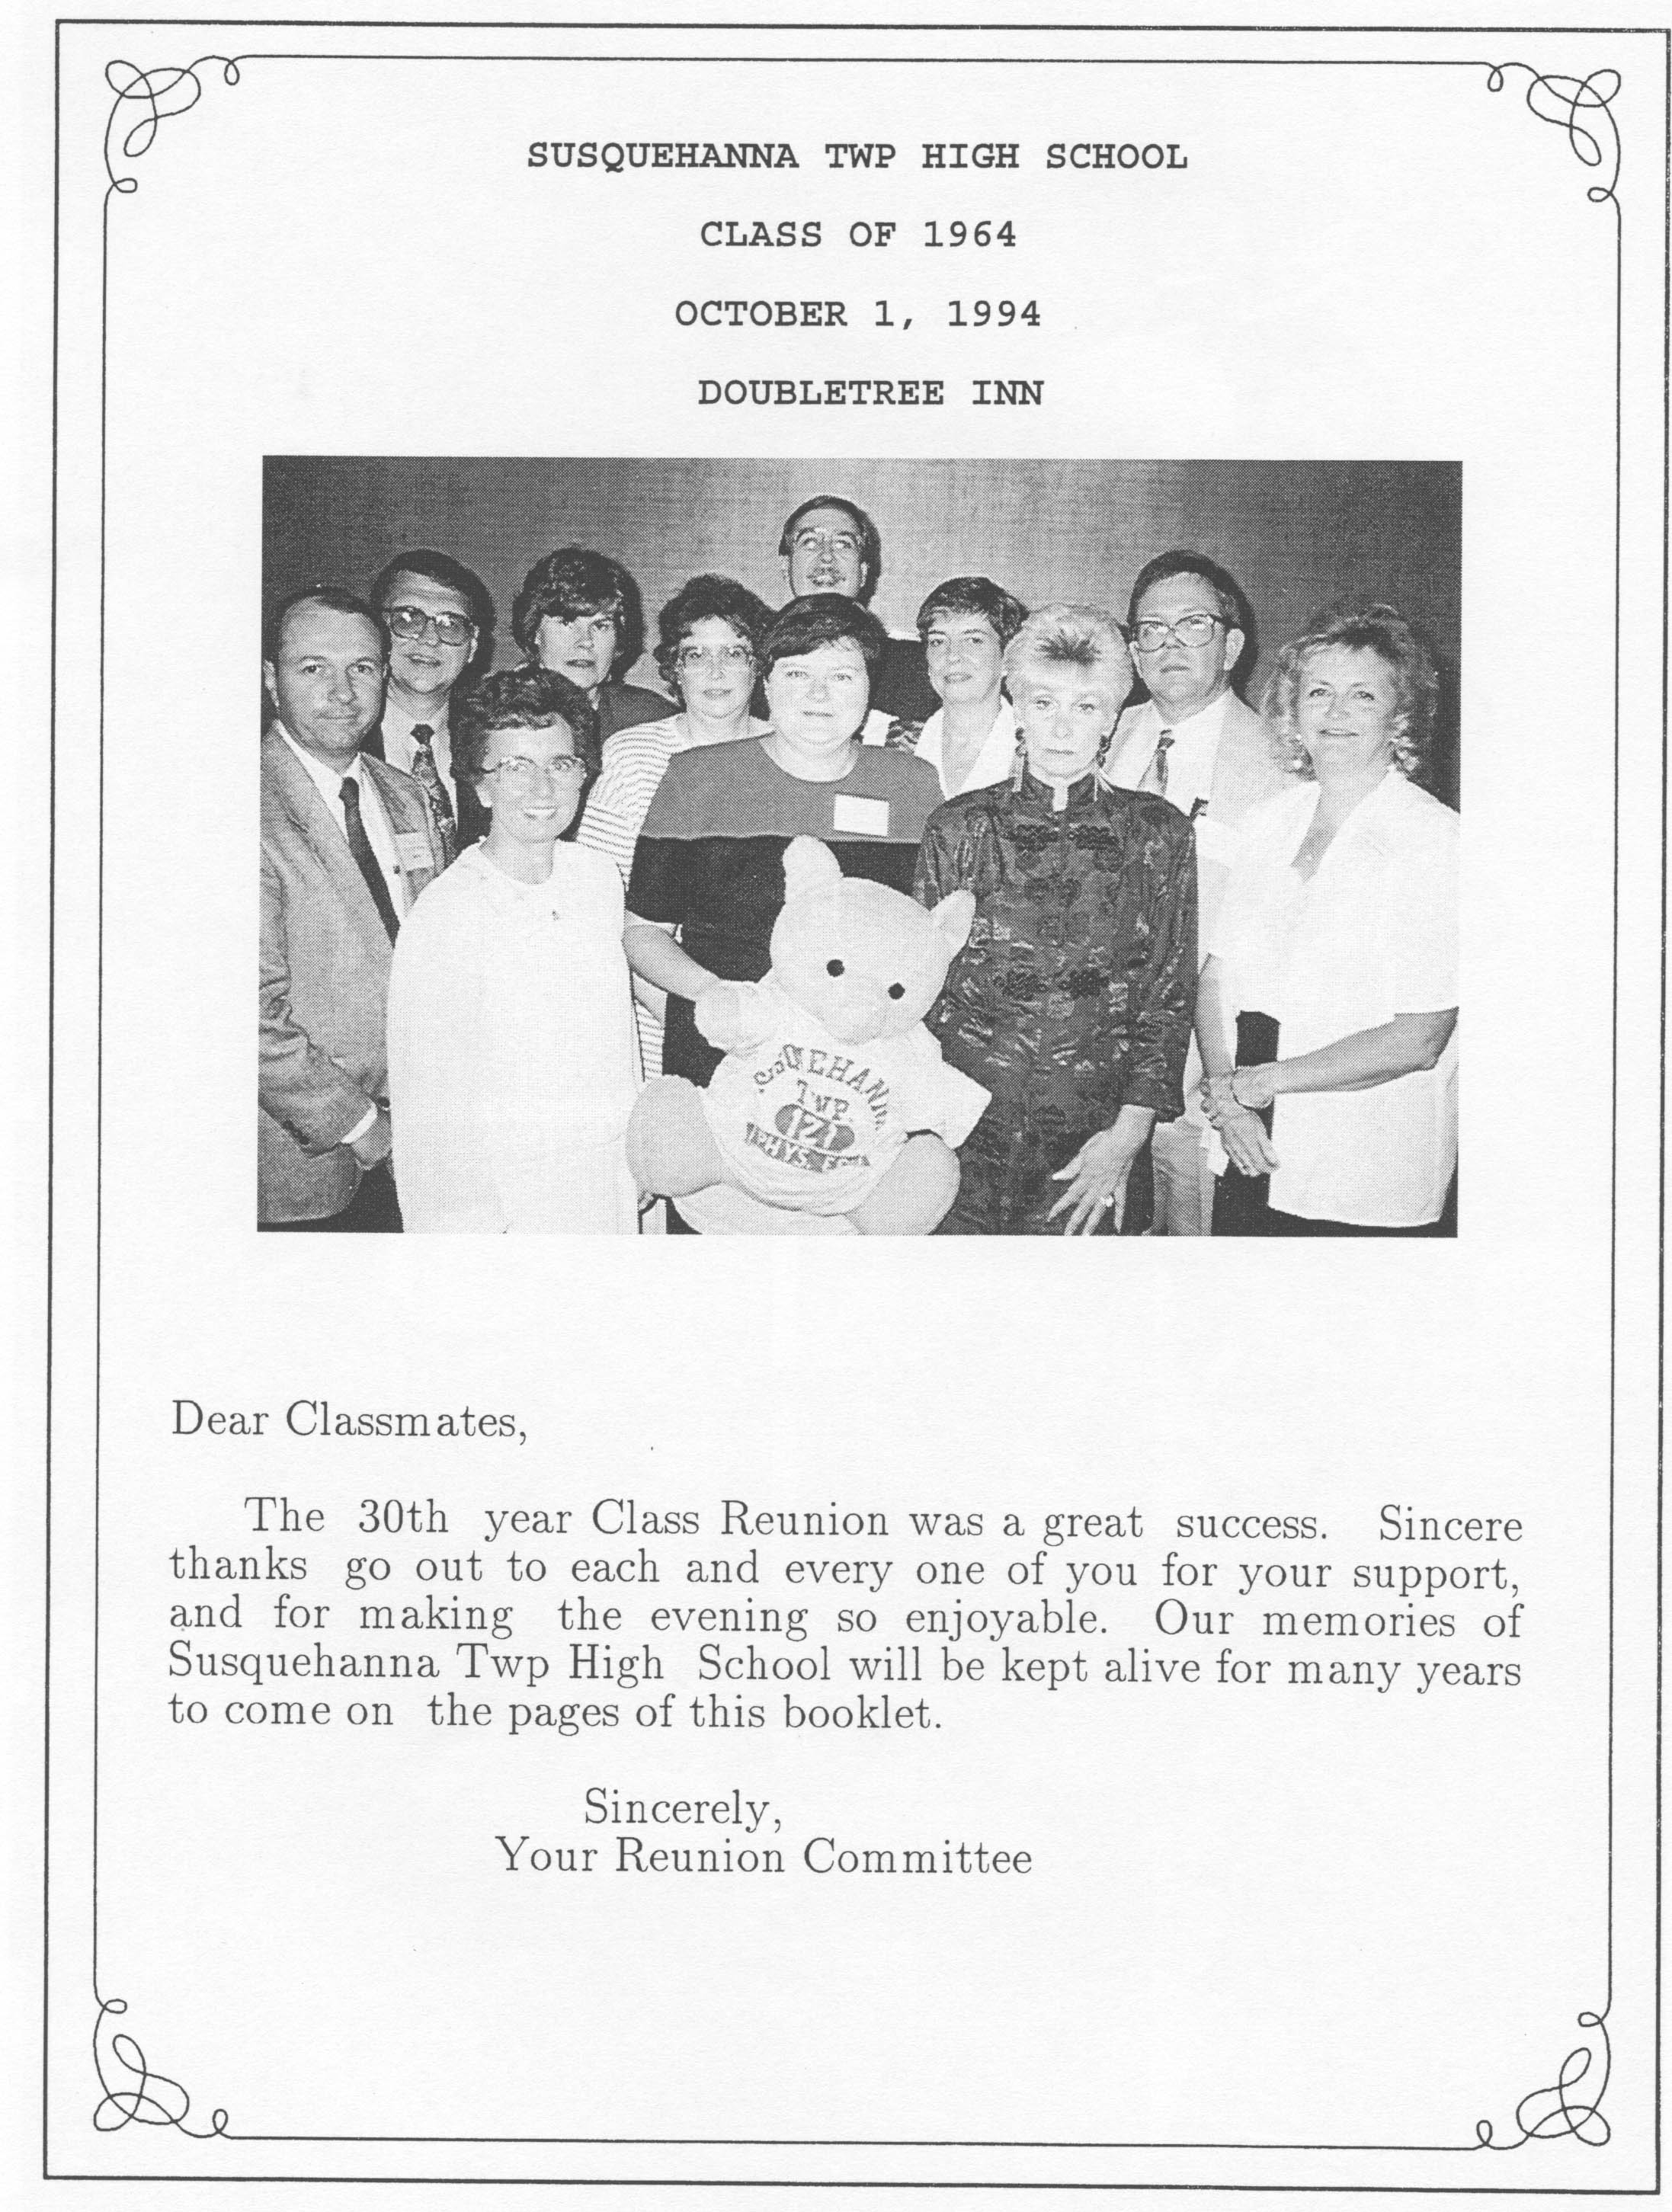 SUSQUEHANNA TWP HIGH SCHOOL
CLASS OF 1964
OCTOBER 1, 1994
DOUBLETREE INN
TWP.
121
PHYS.
Dear Classmates,
The 30th year Class Reunion was a great success. Sincere
thanks go out to each and every one of you for your support,
and for making the evening so enjoyable. Our memories of
Susquehanna Twp High School will be kept alive for many years
to come on the pages of this booklet.
Sincerely,
Your Reunion Committee